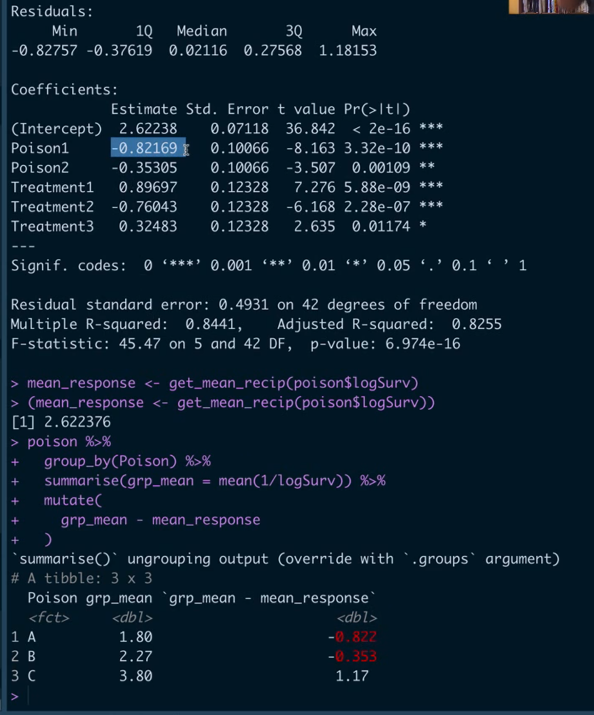 Residuals:
Min 1Q Median 3Q Max
-0.82757 -0.37619 0.02116 0.27568 1.18153
Coefficients:
Estimate Std. Error t value Pr(>|t|)
(Intercept) 2.62238 0.07118 36.842 < 2e-16 ***
Poison1 -0.82169 0.10066 -8.163 3.32e-10 ***
Poison2 -0.35305 0.10066 -3.507 0.00109 **
Treatment1 0.89697 0.12328 7.276 5.88e-09 ***
Treatment2 -0.76043 0.12328 -6.168 2.28e-07 ***
Treatment3 0.32483 0.12328 2.635 0.01174 *
---
Signif. codes: 0 ‘***’ 0.001 ‘**’ 0.01 ‘*’ 0.05 ‘.’ 0.1 ‘ ’ 1
Residual standard error: 0.4931 on 42 degrees of freedom
Multiple R-squared: 0.8441, Adjusted R-squared: 0.8255
F-statistic: 45.47 on 5 and 42 DF, p-value: 6.974e-16
> mean_response <- get_mean_recip(poison$logSurv)
> (mean_response <- get_mean_recip(poison$logSurv))
[1] 2.622376
> poison %>%
+ group_by(Poison) %>%
+ summarise(grp_mean = mean(1/logSurv)) %>%
+ mutate(
+ grp_mean - mean_response
+ )
`summarise()` ungrouping output (override with `.groups` argument)
# A tibble: 3 x 3
Poison grp_mean `grp_mean - mean_response`
<fct> <dbl> <dbl>
1 A 1.80 -0.822
2 B 2.27 -0.353
3 C 3.80 1.17
>